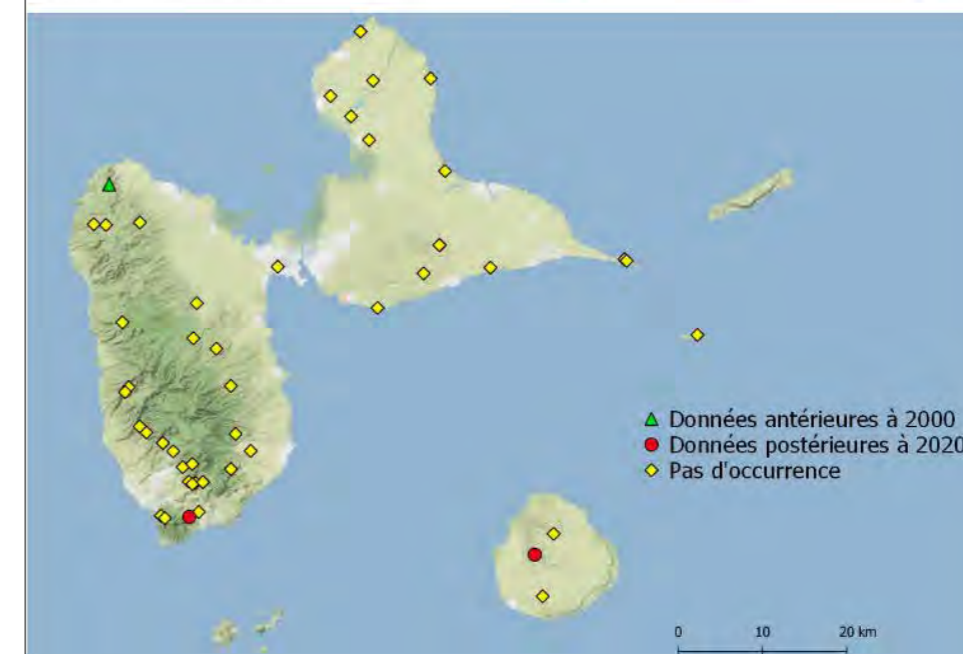 Données antérieures à 2000
Données postérieures à 2020
Pas d'occurrence
0 10 20 km